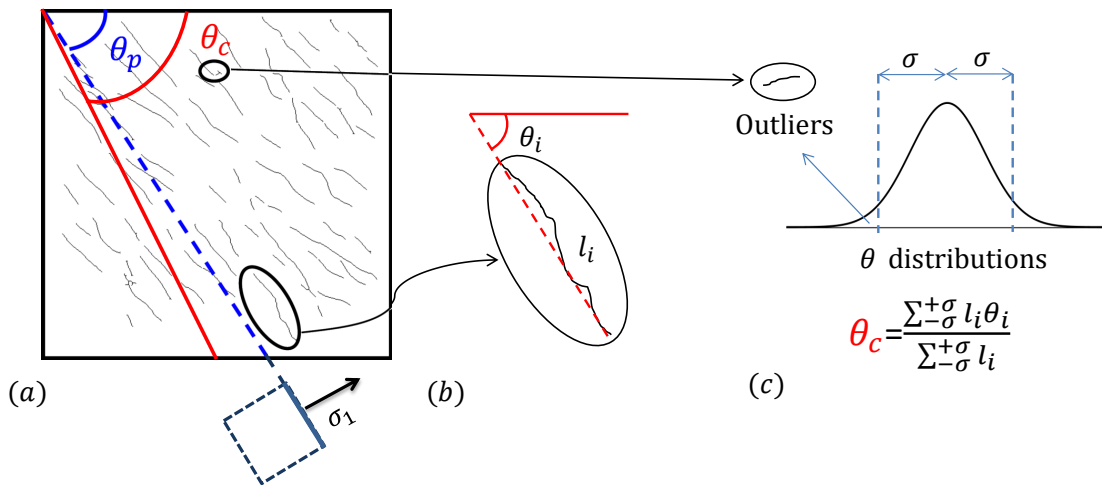 θp
θc
σ1
(a)
θi
li
(b)
σ σ
Outliers
θ distributions
θc=∑−σ+σ liθi / ∑−σ+σ li
(c)